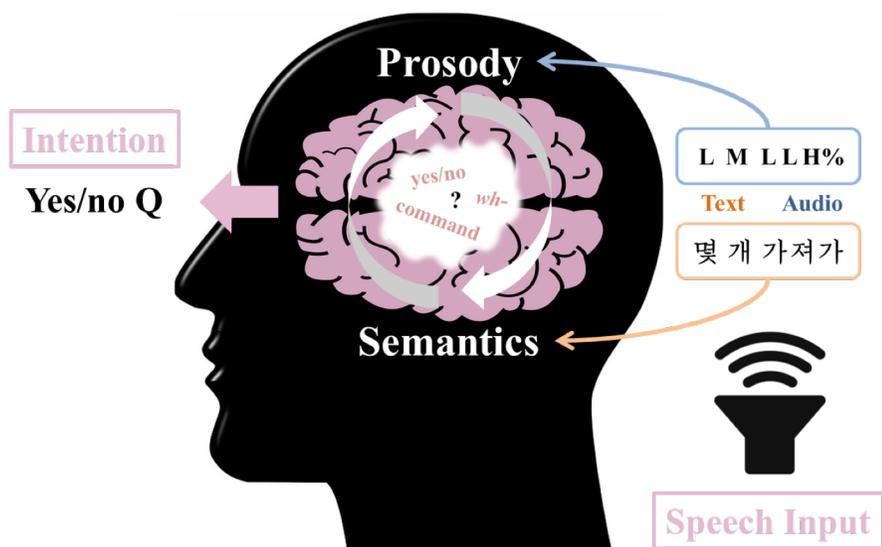 Prosody
Intention
Yes/no Q
yes/no
?
wh-
command
L M L L H%
Text
Audio
몇 개 가져가
Semantics
Speech Input